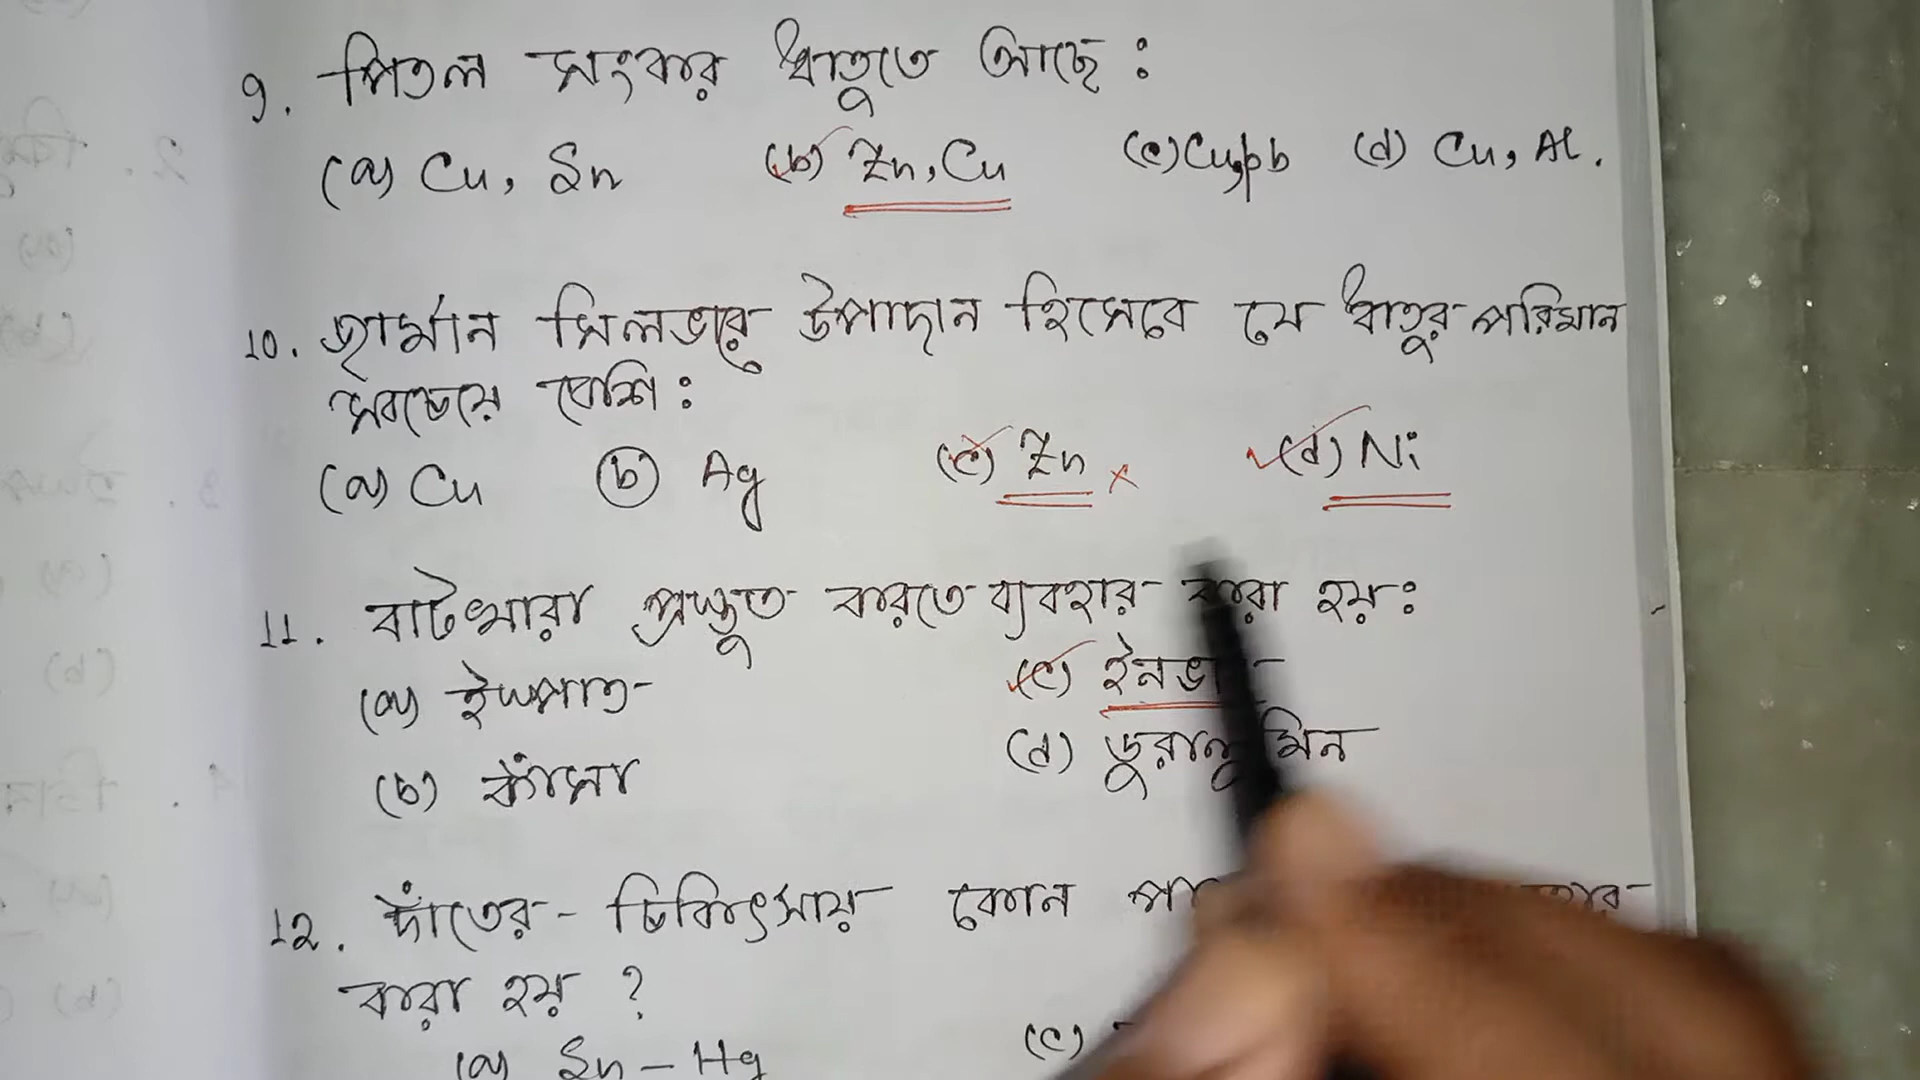 9. পিতল সংকর ধাতুতে আছে :
(a) Cu, Sn (b) Zn, Cu (c) Cu, pb (d) Cu, Al.
10. জার্মান সিলভারে উপাদান হিসেবে যে ধাতুর পরিমান
সবচেয়ে বেশি :
(a) Cu (b) Ag (c) Zn × (d) Ni
11. বাটখারা প্রস্তুত করতে ব্যবহার করা হয় :
(a) ইস্পাত (c) ইনভার
(b) কাঁসা (d) ডুরালুমিন
12. দাঁতের চিকিৎসায় কোন
করা হয় ?
(a) Sn - Hg (c)